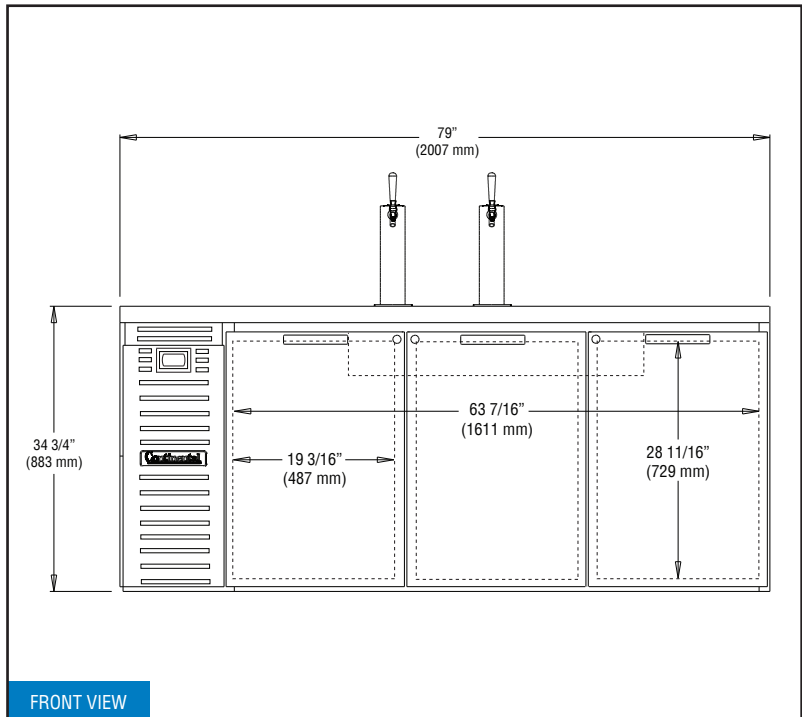 79”
(2007 mm)
63 7/16”
(1611 mm)
34 3/4”
(883 mm)
Continental
19 3/16”
(487 mm)
28 11/16”
(729 mm)
FRONT VIEW